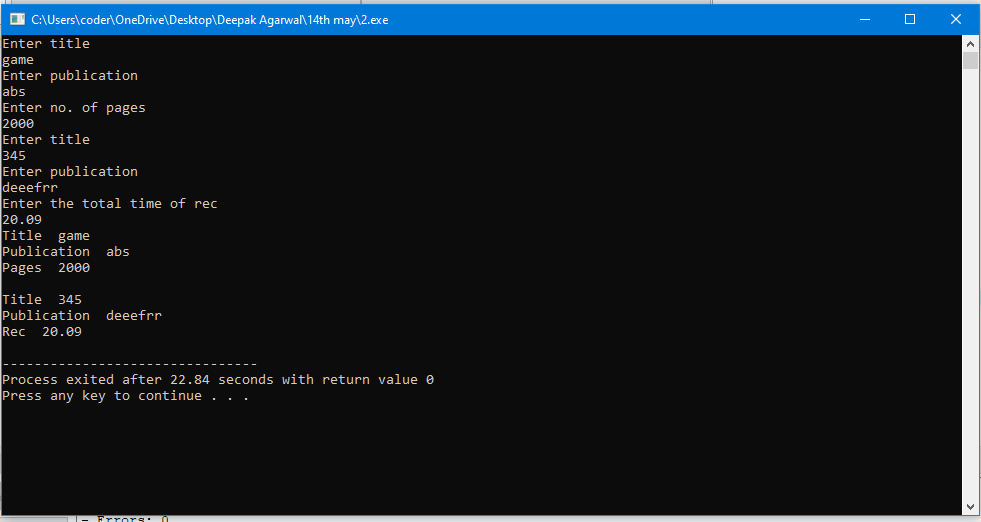 C:\Users\coder\OneDrive\Desktop\Deepak Agarwal\14th may\2.exe
Enter title
game
Enter publication
abs
Enter no. of pages
2000
Enter title
345
Enter publication
deeefrr
Enter the total time of rec
20.09
Title  game
Publication  abs
Pages  2000

Title  345
Publication  deeefrr
Rec  20.09

--------------------------------
Process exited after 22.84 seconds with return value 0
Press any key to continue . . .
- Errors: 0